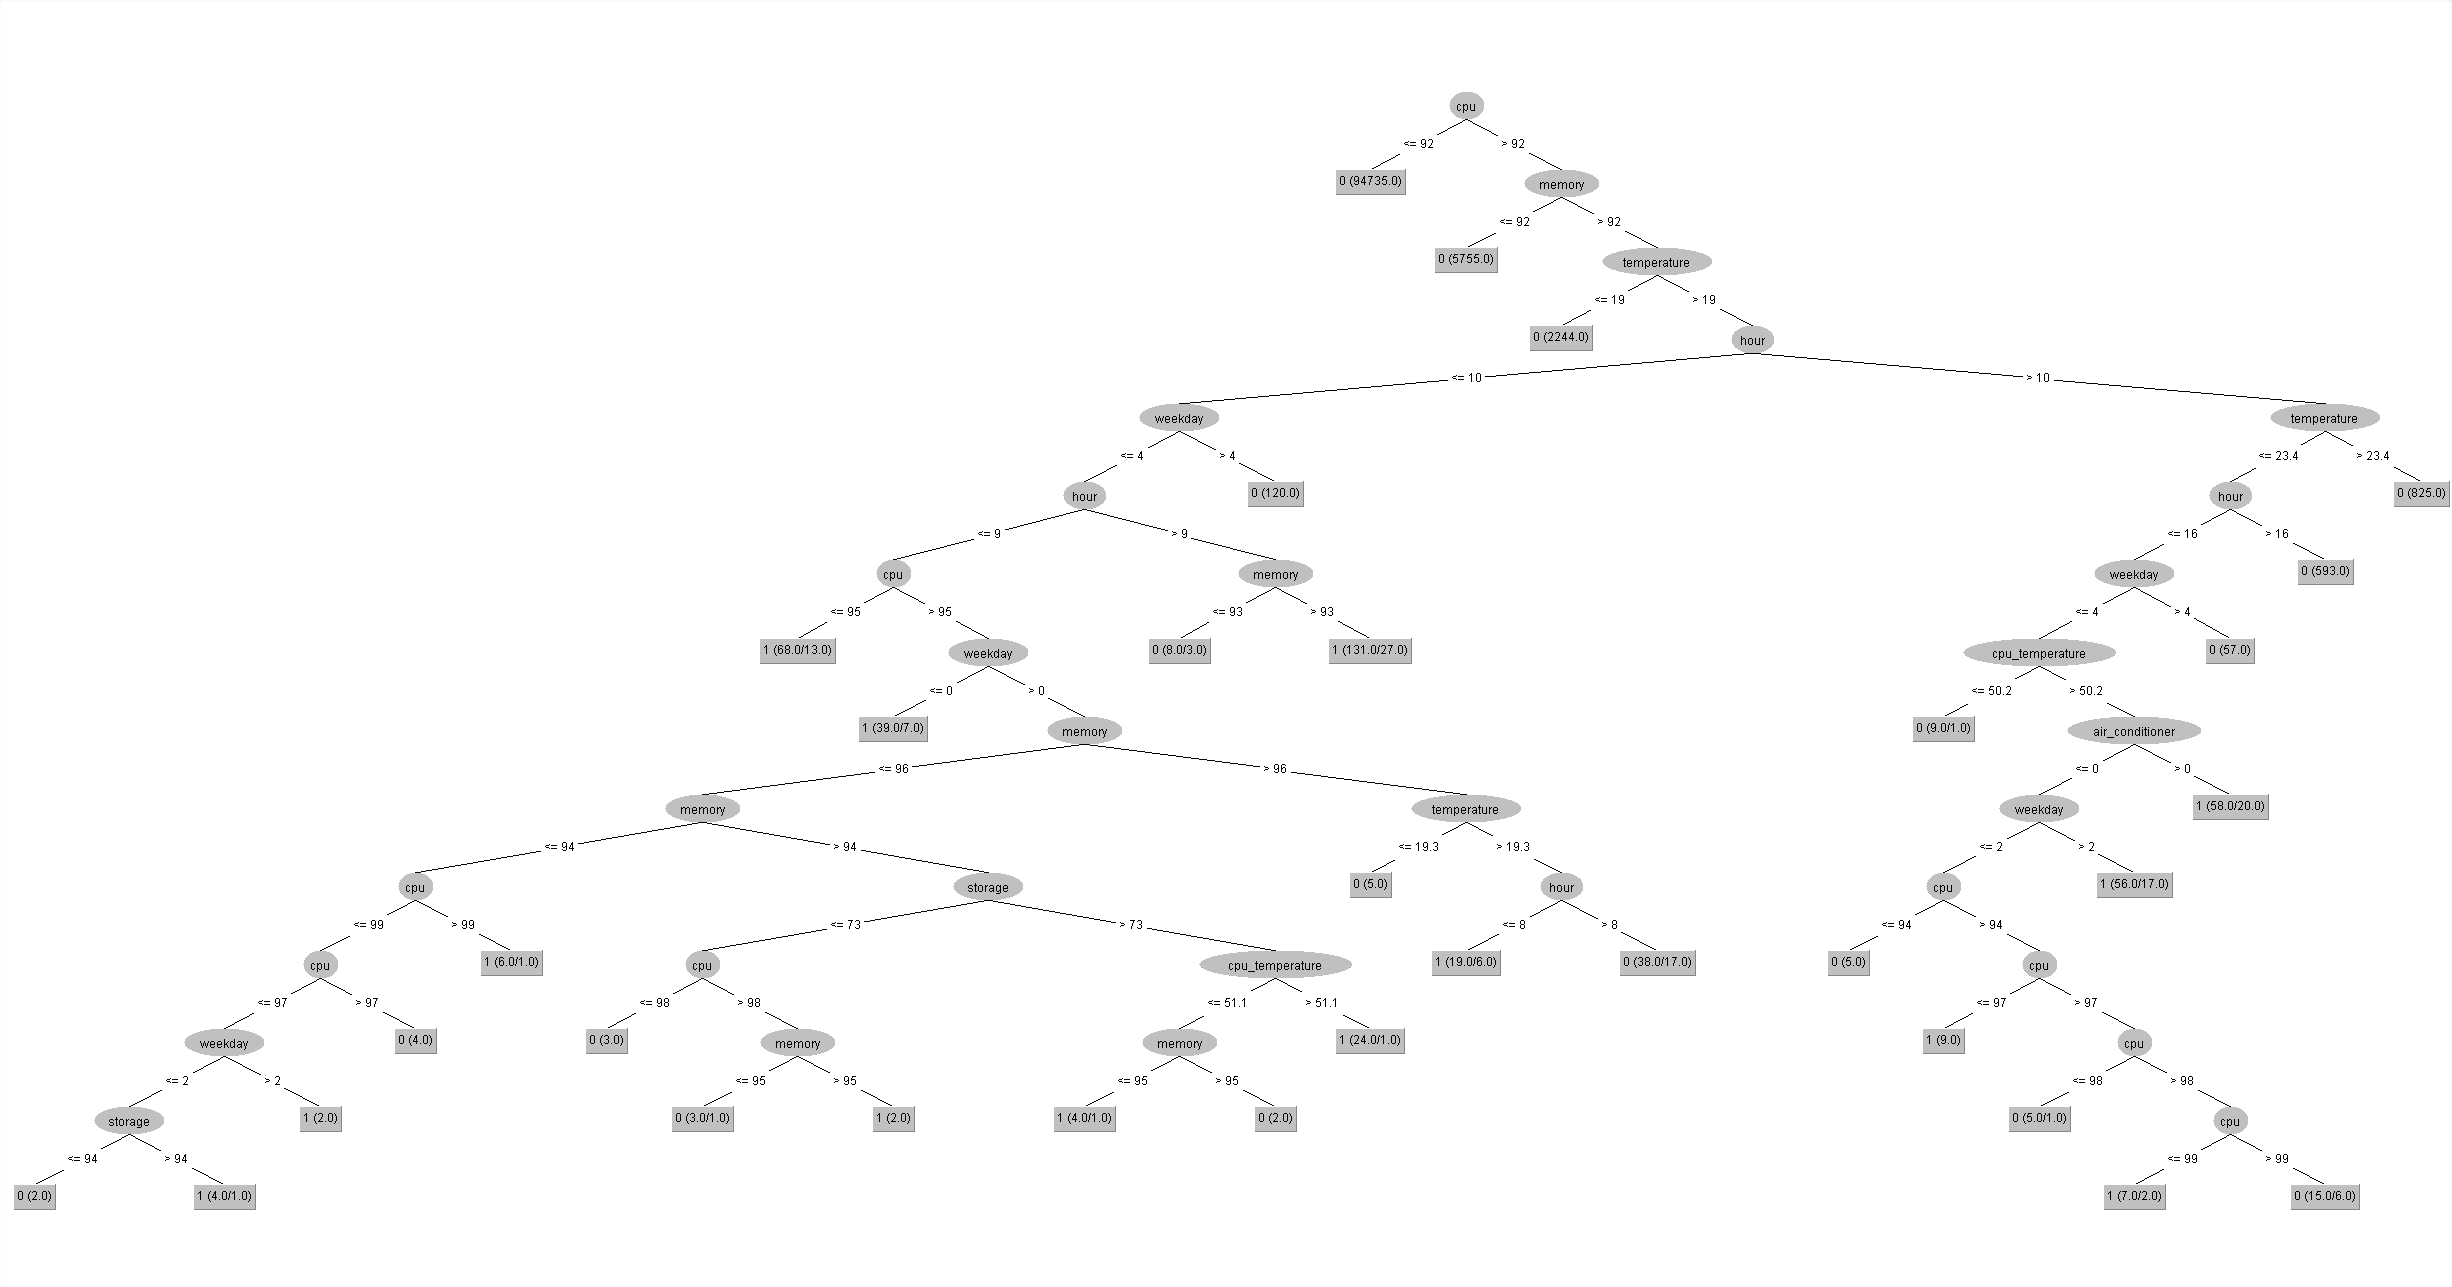 cpu
<= 92 > 92
0 (94735.0) memory
<= 92 > 92
0 (5755.0) temperature
<= 19 > 19
0 (2244.0) hour
<= 10 > 10
weekday temperature
<= 4 > 4 <= 23.4 > 23.4
hour 0 (120.0) hour 0 (825.0)
<= 9 > 9 <= 16 > 16
cpu memory weekday 0 (593.0)
<= 95 > 95 <= 93 > 93 <= 4 > 4
1 (68.0/13.0) weekday 0 (8.0/3.0) 1 (131.0/27.0) cpu_temperature 0 (57.0)
<= 0 > 0 <= 50.2 > 50.2
1 (39.0/7.0) memory 0 (9.0/1.0) air_conditioner
<= 96 > 96 <= 0 > 0
memory temperature weekday 1 (58.0/20.0)
<= 94 > 94 <= 19.3 > 19.3 <= 2 > 2
cpu storage 0 (5.0) hour cpu 1 (56.0/17.0)
<= 99 > 99 <= 73 > 73 <= 8 > 8 <= 94 > 94
cpu 1 (6.0/1.0) cpu cpu_temperature 1 (19.0/6.0) 0 (38.0/17.0) 0 (5.0) cpu
<= 97 > 97 <= 98 > 98 <= 51.1 > 51.1 <= 97 > 97
weekday 0 (4.0) 0 (3.0) memory memory 1 (24.0/1.0) 1 (9.0) cpu
<= 2 > 2 <= 95 > 95 <= 95 > 95 <= 98 > 98
storage 1 (2.0) 0 (3.0/1.0) 1 (2.0) 1 (4.0/1.0) 0 (2.0) 0 (5.0/1.0) cpu
<= 94 > 94 <= 99 > 99
0 (2.0) 1 (4.0/1.0) 1 (7.0/2.0) 0 (15.0/6.0)